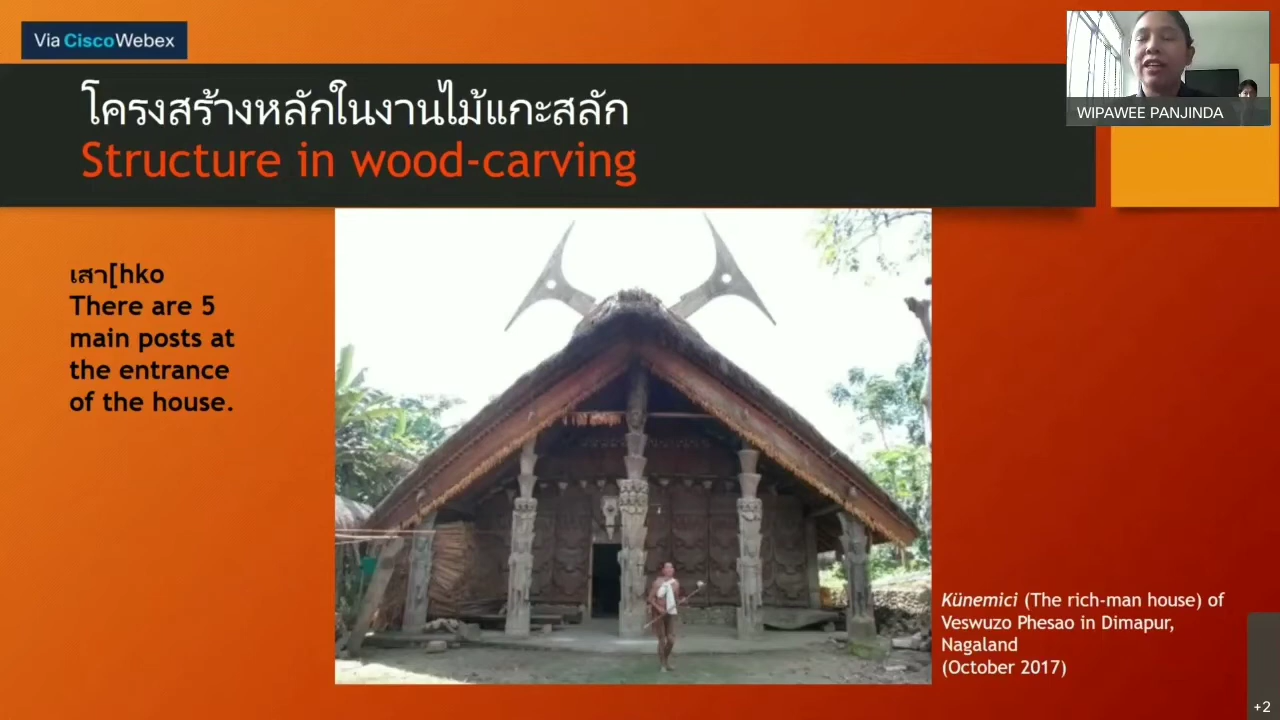 Via CiscoWebex
โครงสร้างหลักในงานไม้แกะสลัก
Structure in wood-carving
WIPAWEE PANJINDA
เสา[hko
There are 5
main posts at
the entrance
of the house.
Künemici (The rich-man house) of
Veswuzo Phesao in Dimapur,
Nagaland
(October 2017)
+2